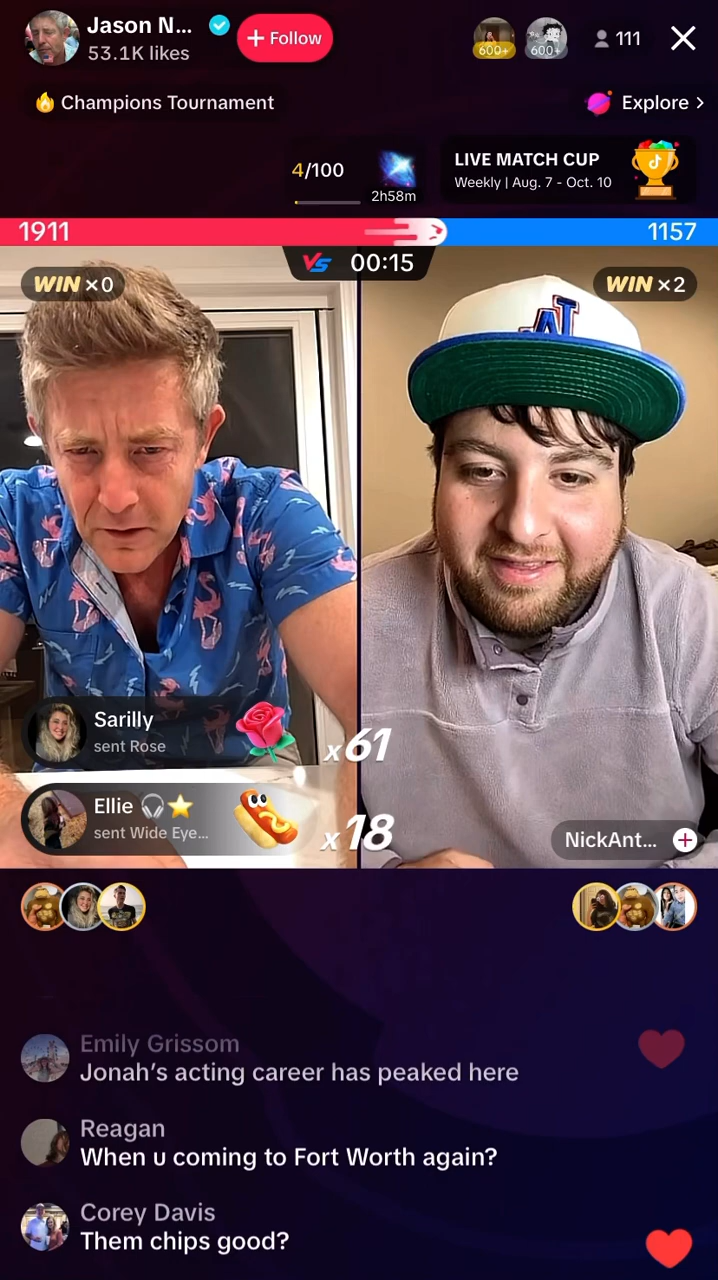 Jason N...
+ Follow
53.1K likes
600+
600+
111
Champions Tournament
Explore >
4/100
2h58m
LIVE MATCH CUP
Weekly | Aug. 7 - Oct. 10
1911
1157
VS 00:15
WIN ×0
WIN ×2
Sarilly
sent Rose
x61
Ellie 🎧⭐
sent Wide Eye...
x18
NickAnt...
Emily Grissom
Jonah’s acting career has peaked here
Reagan
When u coming to Fort Worth again?
Corey Davis
Them chips good?